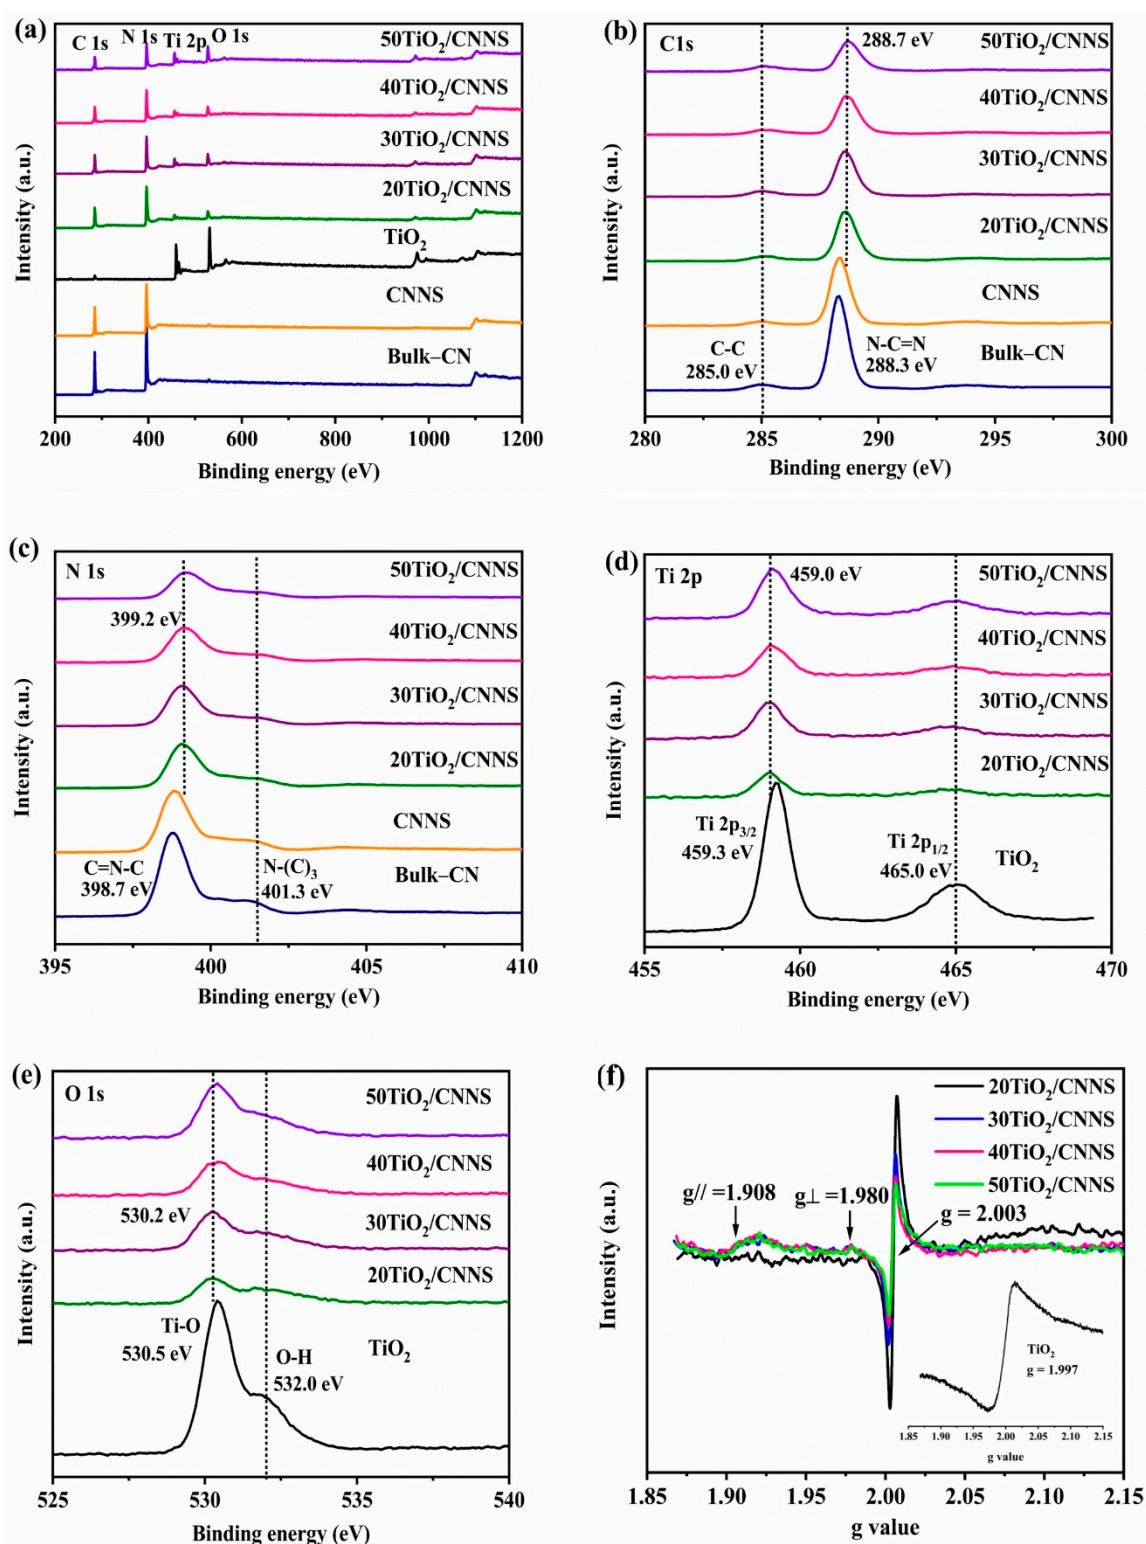 (a)
C 1s N 1s Ti 2p O 1s
50TiO₂/CNNS
40TiO₂/CNNS
30TiO₂/CNNS
20TiO₂/CNNS
TiO₂
CNNS
Bulk–CN
Intensity (a.u.)
200 400 600 800 1000 1200
Binding energy (eV)
(b)
C1s
288.7 eV
50TiO₂/CNNS
40TiO₂/CNNS
30TiO₂/CNNS
20TiO₂/CNNS
CNNS
C-C
285.0 eV
N-C=N
288.3 eV
Bulk–CN
Intensity (a.u.)
280 285 290 295 300
Binding energy (eV)
(c)
N 1s
50TiO₂/CNNS
399.2 eV
40TiO₂/CNNS
30TiO₂/CNNS
20TiO₂/CNNS
CNNS
C=N-C
398.7 eV
N-(C)₃
401.3 eV
Bulk–CN
Intensity (a.u.)
395 400 405 410
Binding energy (eV)
(d)
Ti 2p
459.0 eV
50TiO₂/CNNS
40TiO₂/CNNS
30TiO₂/CNNS
20TiO₂/CNNS
Ti 2p₃/₂
459.3 eV
Ti 2p₁/₂
465.0 eV
TiO₂
Intensity (a.u.)
455 460 465 470
Binding energy (eV)
(e)
O 1s
50TiO₂/CNNS
40TiO₂/CNNS
530.2 eV
30TiO₂/CNNS
20TiO₂/CNNS
Ti-O
530.5 eV
O-H
532.0 eV
TiO₂
Intensity (a.u.)
525 530 535 540
Binding energy (eV)
(f)
20TiO₂/CNNS
30TiO₂/CNNS
40TiO₂/CNNS
50TiO₂/CNNS
g// =1.908
g⊥ =1.980
g = 2.003
TiO₂
g = 1.997
1.85 1.90 1.95 2.00 2.05 2.10 2.15
g value
Intensity (a.u.)
1.85 1.90 1.95 2.00 2.05 2.10 2.15
g value